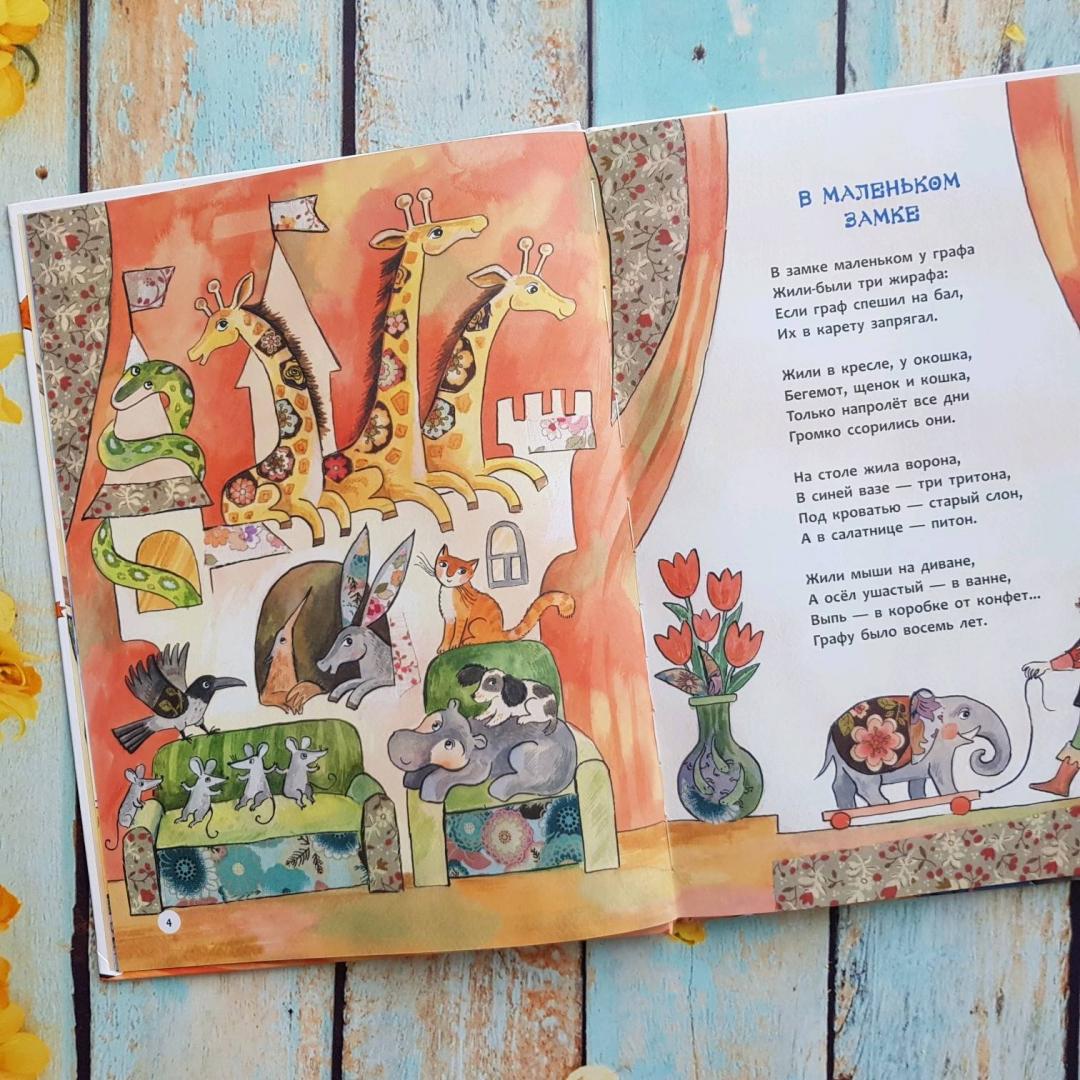 В МАЛЕНЬКОМ
ЗАМКЕ
В замке маленьком у графа
Жили-были три жирафа:
Если граф спешил на бал,
Их в карету запрягал.
Жили в кресле, у окошка,
Бегемот, щенок и кошка,
Только напролёт все дни
Громко ссорились они.
На столе жила ворона,
В синей вазе — три тритона,
Под кроватью — старый слон,
А в салатнице — питон.
Жили мыши на диване,
А осёл ушастый — в ванне,
Выпь — в коробке от конфет...
Графу было восемь лет.
4